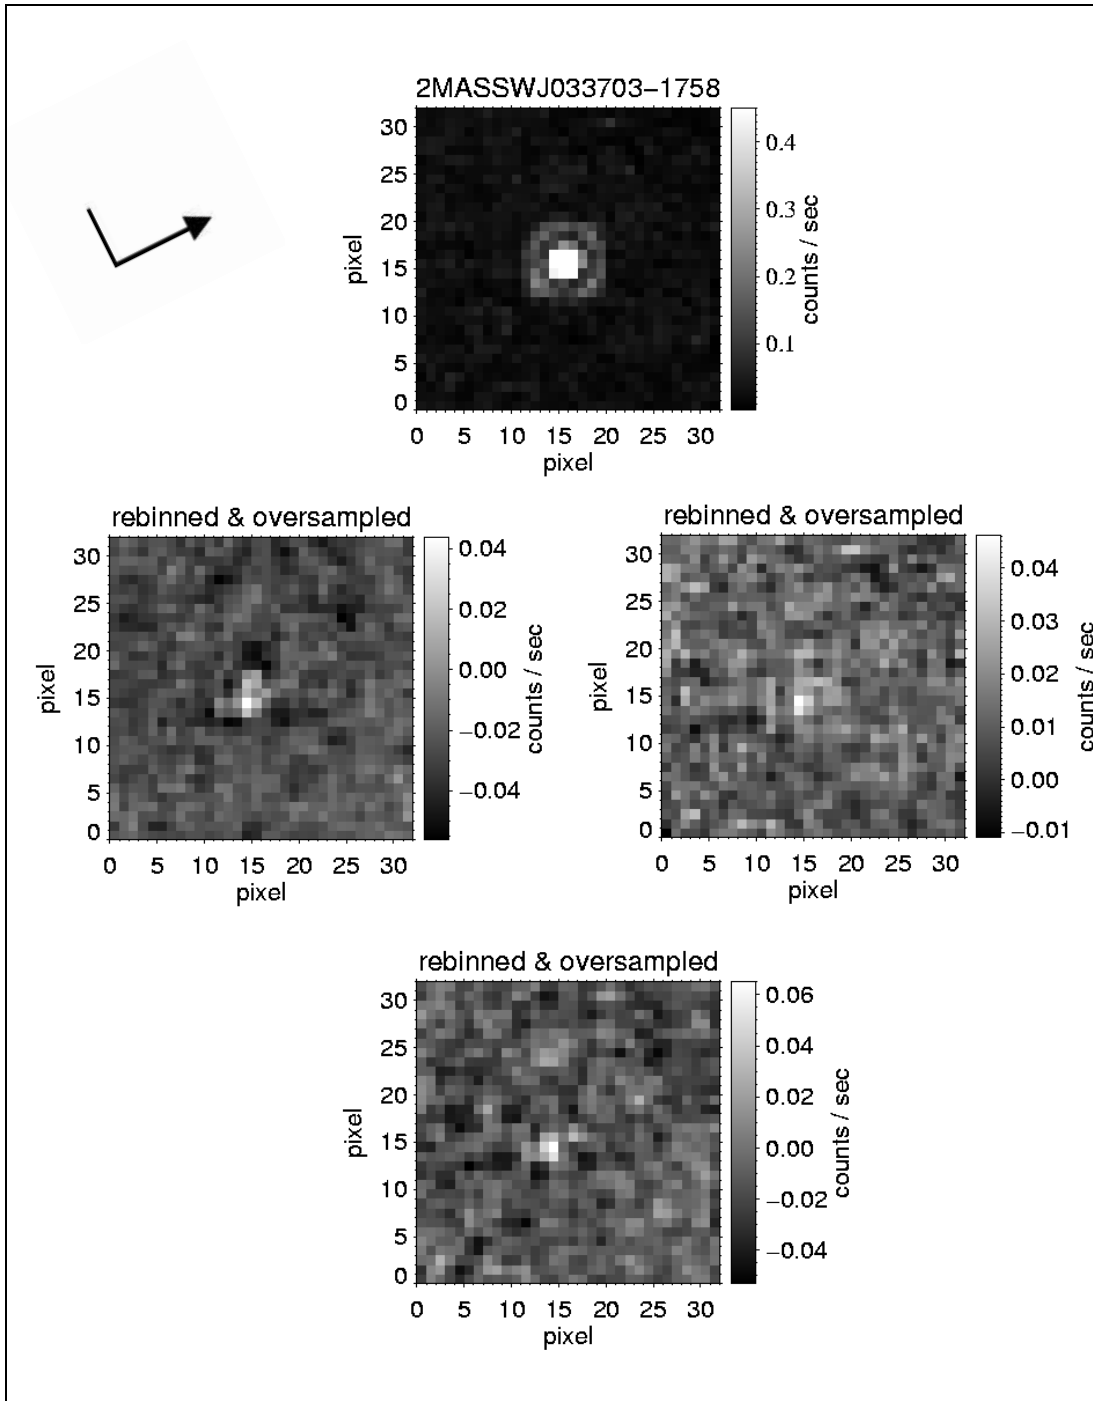 2MASSWJ033703−1758
30
25
20
15
10
5
0
pixel
0 5 10 15 20 25 30
pixel
0.4
0.3
0.2
0.1
counts / sec
rebinned & oversampled
30
25
20
15
10
5
0
pixel
0 5 10 15 20 25 30
pixel
0.04
0.02
0.00
−0.02
−0.04
counts / sec
rebinned & oversampled
30
25
20
15
10
5
0
pixel
0 5 10 15 20 25 30
pixel
0.04
0.03
0.02
0.01
0.00
−0.01
counts / sec
rebinned & oversampled
30
25
20
15
10
5
0
pixel
0 5 10 15 20 25 30
pixel
0.06
0.04
0.02
0.00
−0.02
−0.04
counts / sec